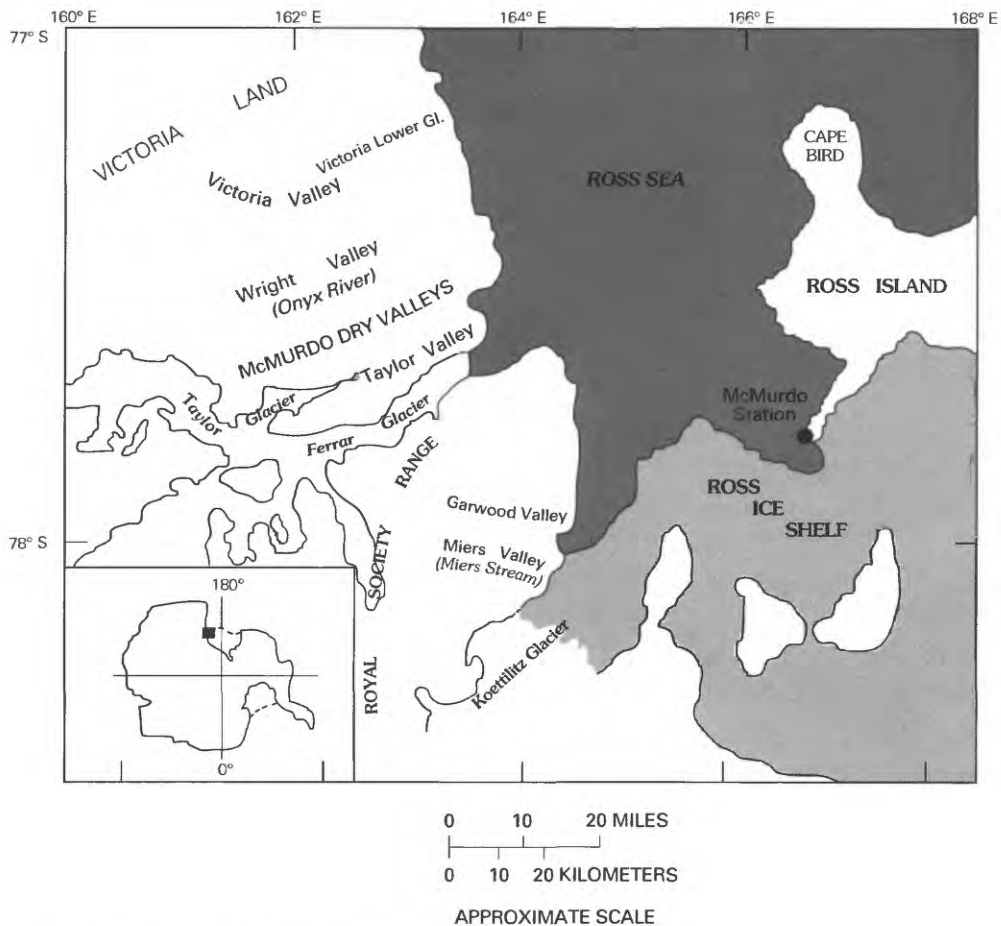 160° E 162° E 164° E 166° E 168° E
77° S
VICTORIA LAND
Victoria Lower Gl.
Victoria Valley
CAPE
BIRD
ROSS SEA
Wright Valley
(Onyx River)
ROSS ISLAND
McMURDO DRY VALLEYS
Taylor Valley
Taylor Glacier
Ferrar Glacier
McMurdo
Station
ROSS
ICE
SHELF
Garwood Valley
78° S
Miers Valley
(Miers Stream)
ROYAL SOCIETY RANGE
Koettilitz Glacier
180°
0°
0 10 20 MILES
0 10 20 KILOMETERS
APPROXIMATE SCALE